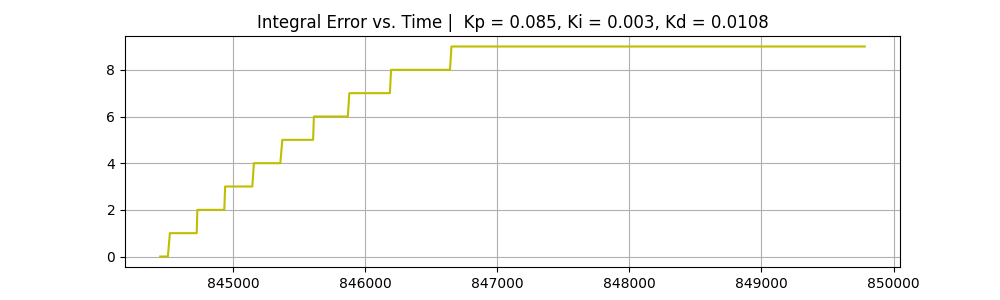 Integral Error vs. Time |  Kp = 0.085, Ki = 0.003, Kd = 0.0108
8
6
4
2
0
845000 846000 847000 848000 849000 850000